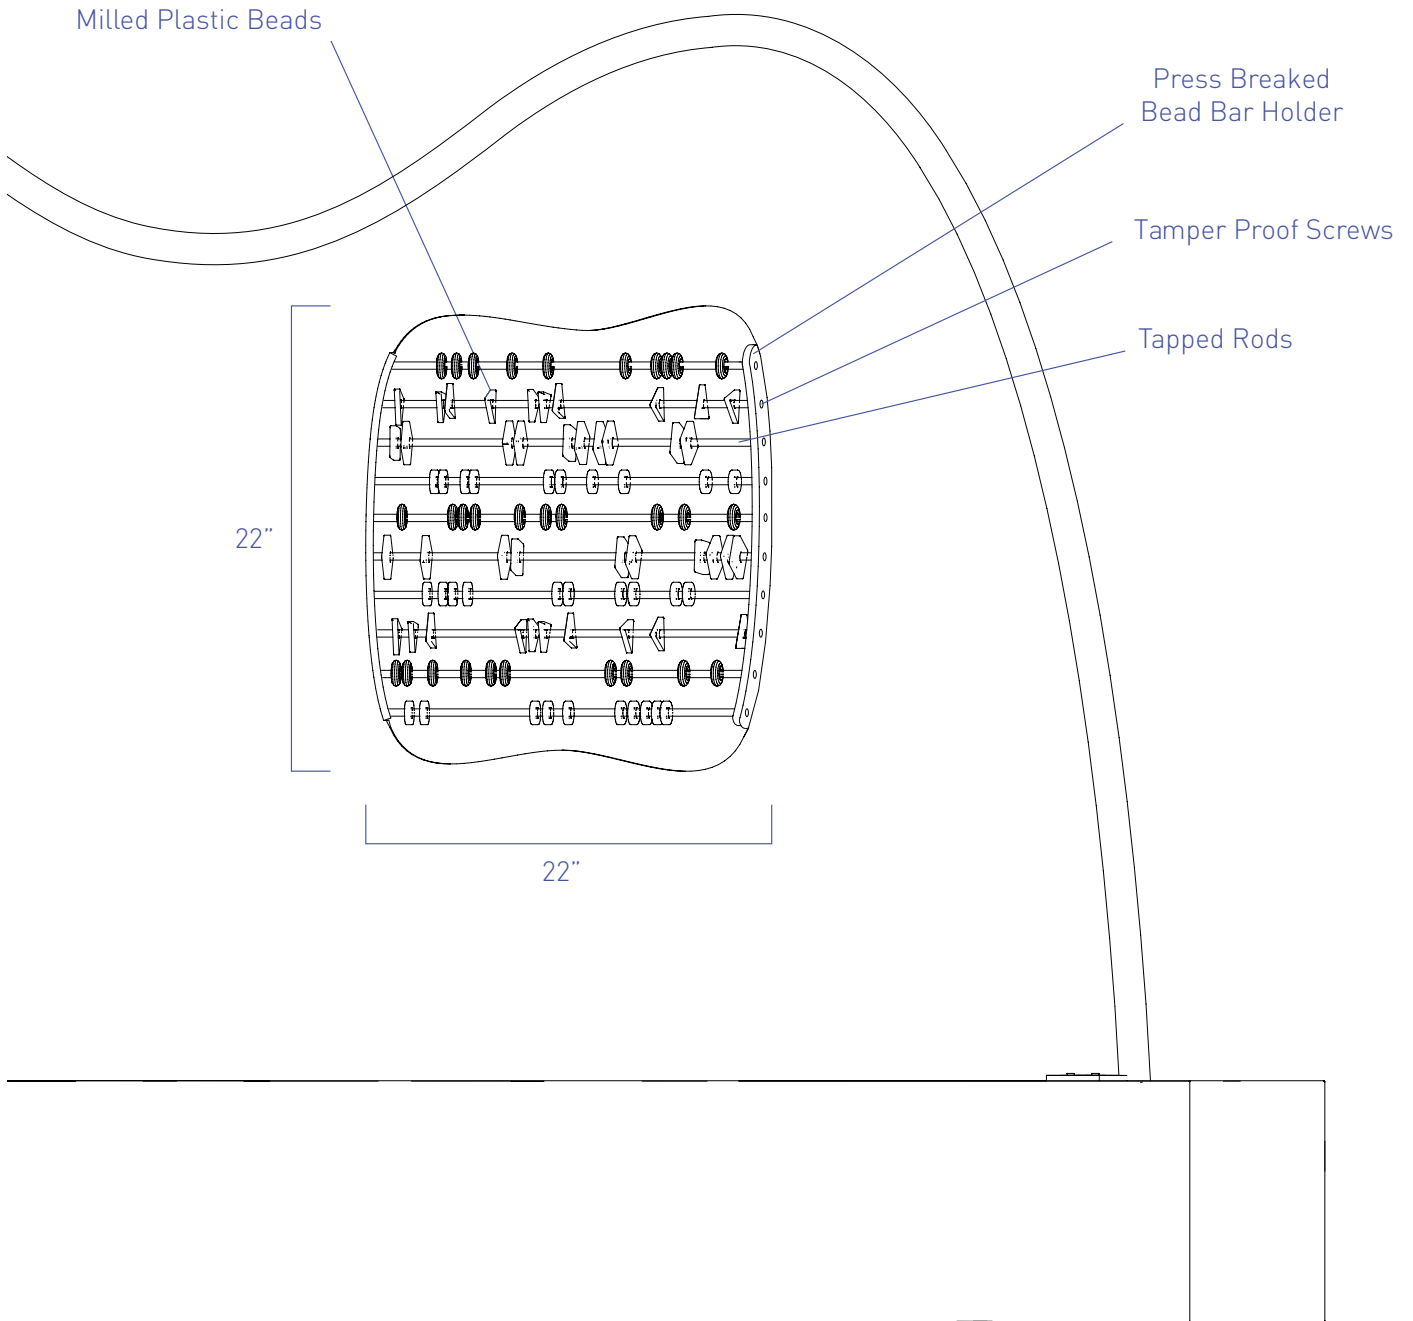 Milled Plastic Beads
Press Breaked
Bead Bar Holder
Tamper Proof Screws
Tapped Rods
22”
22”